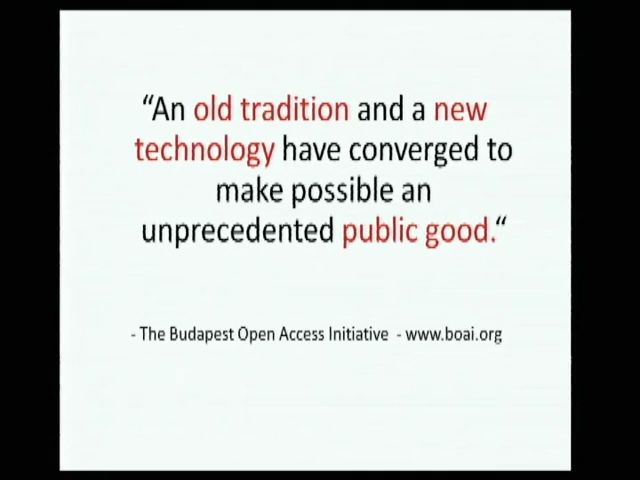 “An old tradition and a new
technology have converged to
make possible an
unprecedented public good.“
- The Budapest Open Access Initiative - www.boai.org